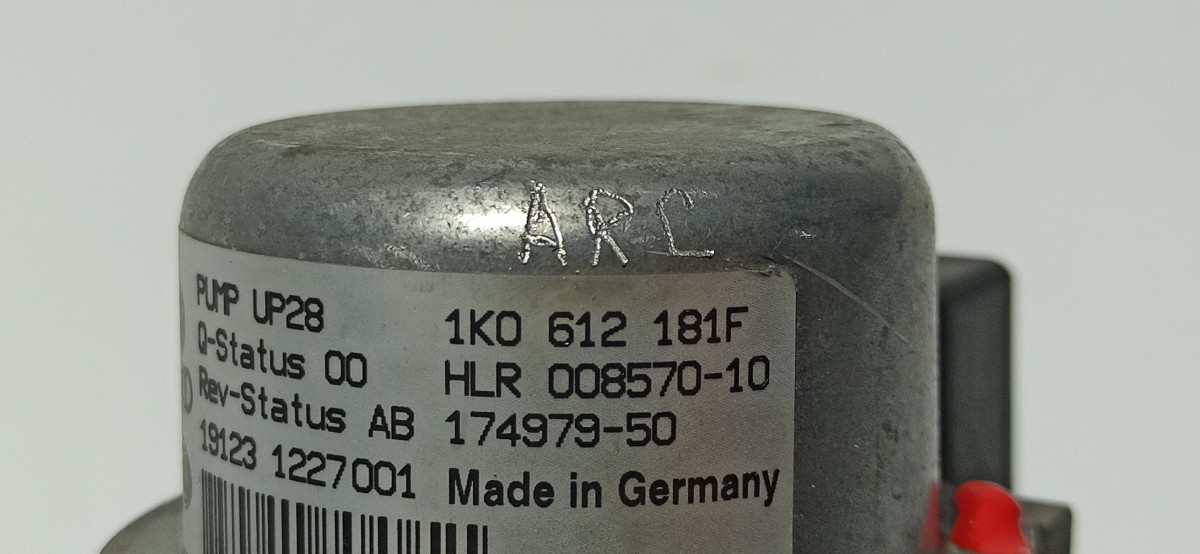 ARC
PUMP UP28
Q-Status 00
Rev-Status AB
19123 1227001
1K0 612 181F
HLR 008570-10
174979-50
Made in Germany